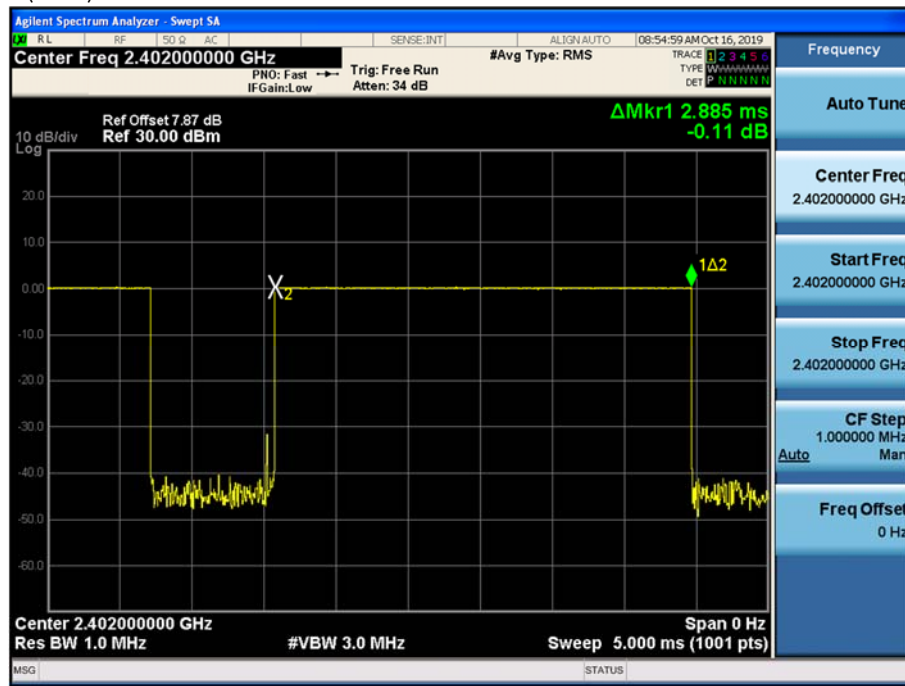 Agilent Spectrum Analyzer - Swept SA
LXI RL RF 50 Ω AC SENSE:INT ALIGN AUTO 08:54:59 AM Oct 16, 2019
Center Freq 2.402000000 GHz #Avg Type: RMS TRACE 1 2 3 4 5 6
PNO: Fast Trig: Free Run TYPE WWWWWW
IFGain:Low Atten: 34 dB DET P N N N N N
ΔMkr1 2.885 ms
-0.11 dB
Ref Offset 7.87 dB
10 dB/div Ref 30.00 dBm
Log
20.0
10.0
0.00
-10.0
-20.0
-30.0
-40.0
-50.0
-60.0
1Δ2
X2
Center 2.402000000 GHz Span 0 Hz
Res BW 1.0 MHz #VBW 3.0 MHz Sweep 5.000 ms (1001 pts)
MSG STATUS
Frequency
Auto Tune
Center Freq
2.402000000 GHz
Start Freq
2.402000000 GHz
Stop Freq
2.402000000 GHz
CF Step
1.000000 MHz
Auto Man
Freq Offset
0 Hz